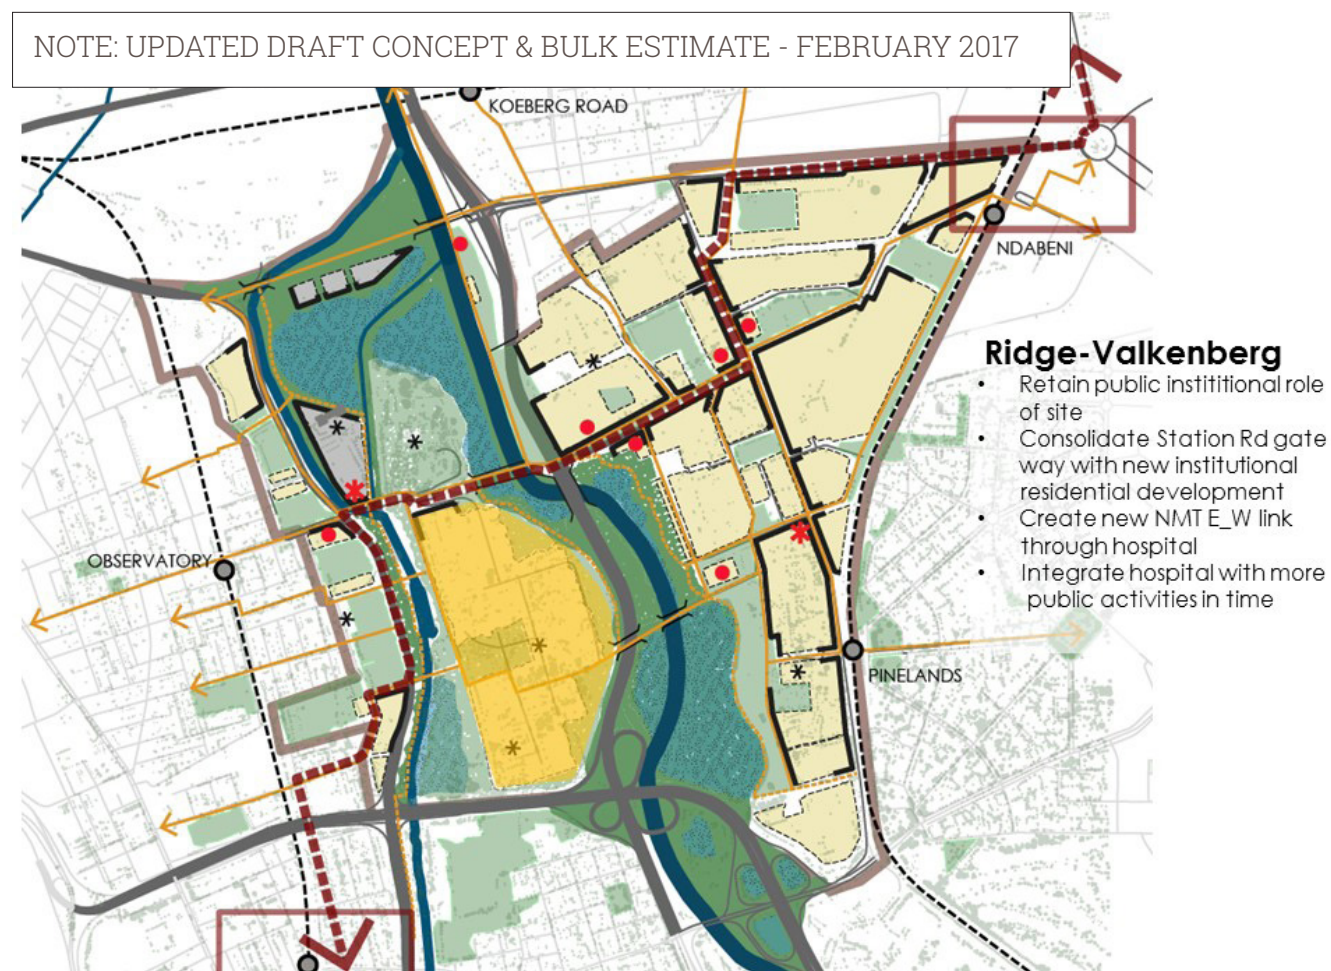 NOTE: UPDATED DRAFT CONCEPT & BULK ESTIMATE - FEBRUARY 2017
KOEBERG ROAD
NDABENI
Ridge-Valkenberg
• Retain public instititional role
of site
• Consolidate Station Rd gate
way with new institutional
residential development
• Create new NMT E_W link
through hospital
• Integrate hospital with more
public activities in time
OBSERVATORY
PINELANDS